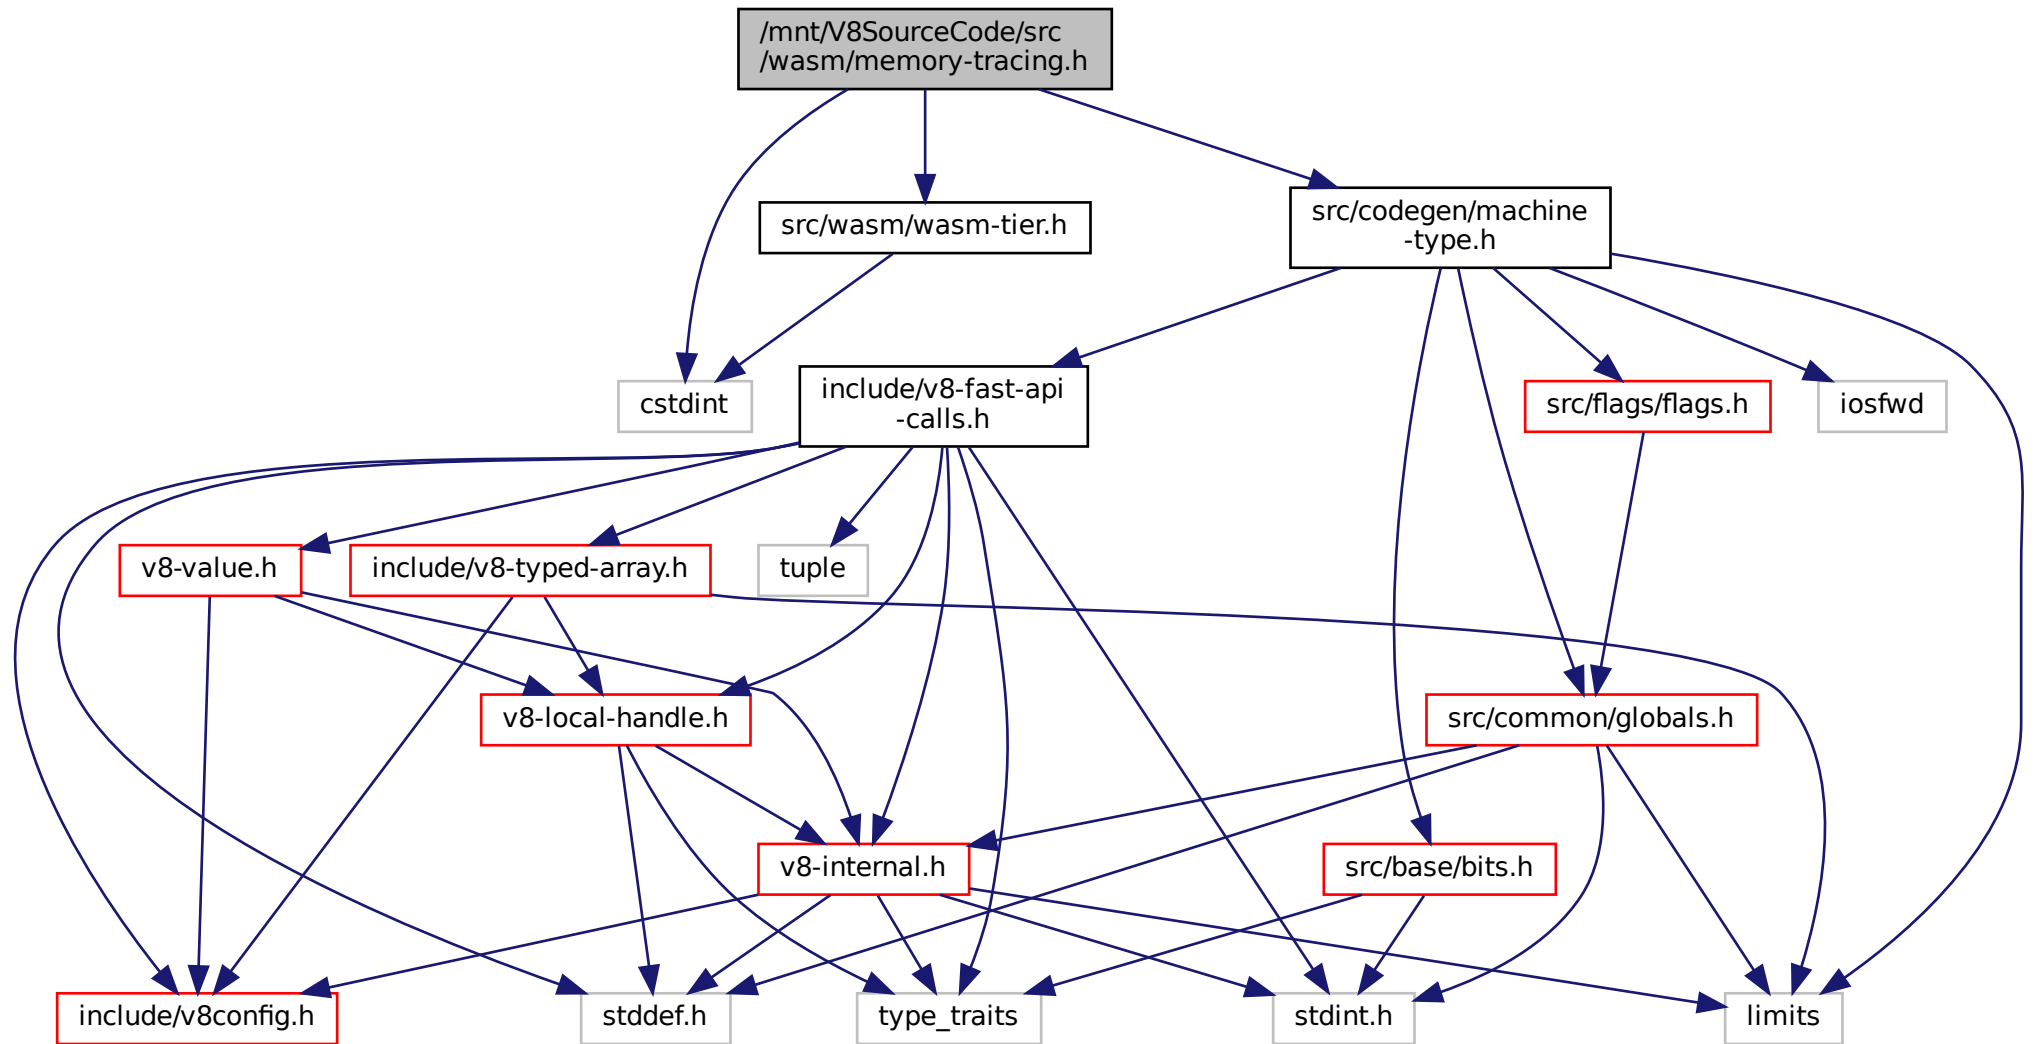 /mnt/V8SourceCode/src
/wasm/memory-tracing.h
src/wasm/wasm-tier.h
src/codegen/machine
-type.h
cstdint
include/v8-fast-api
-calls.h
src/flags/flags.h
iosfwd
v8-value.h
include/v8-typed-array.h
tuple
v8-local-handle.h
src/common/globals.h
v8-internal.h
src/base/bits.h
include/v8config.h
stddef.h
type_traits
stdint.h
limits